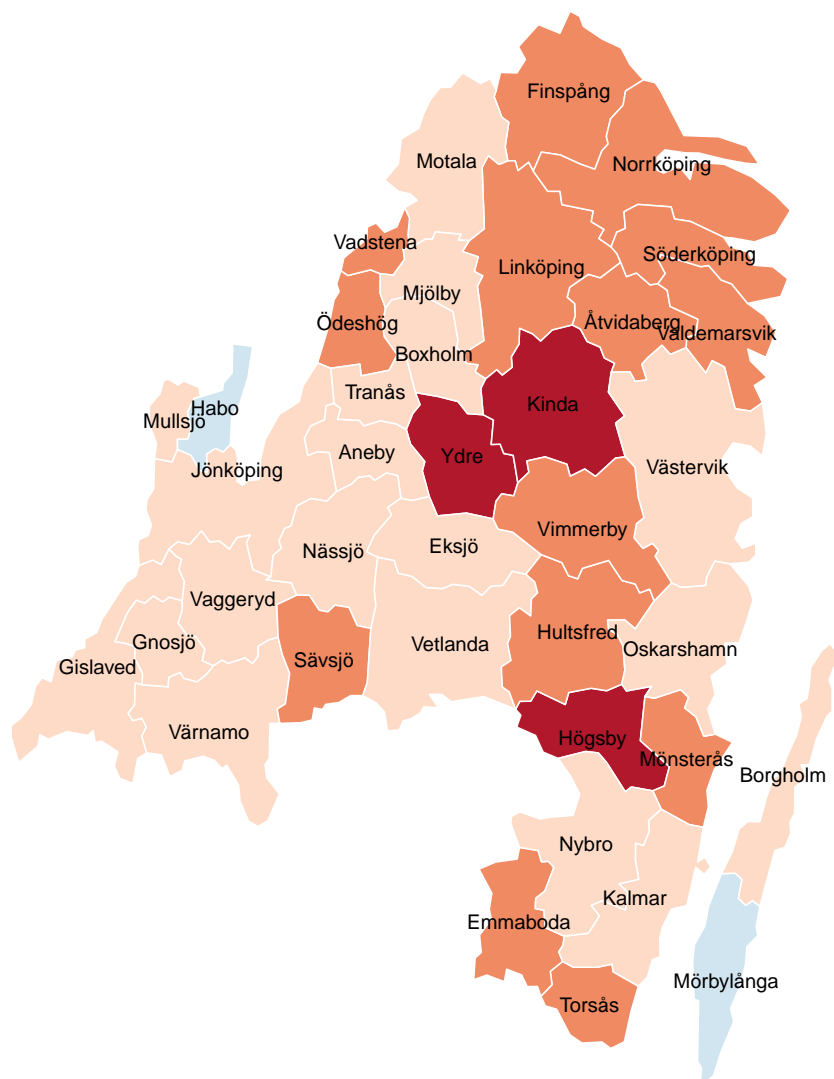 Finspång
Motala
Norrköping
Vadstena
Söderköping
Linköping
Mjölby
Ödeshög
Åtvidaberg
Valdemarsvik
Boxholm
Tranås
Kinda
Habo
Mullsjö
Aneby
Ydre
Jönköping
Västervik
Vimmerby
Eksjö
Nässjö
Vaggeryd
Hultsfred
Gnosjö
Vetlanda
Oskarshamn
Gislaved
Sävsjö
Värnamo
Högsby
Mönsterås
Borgholm
Nybro
Kalmar
Emmaboda
Mörbylånga
Torsås